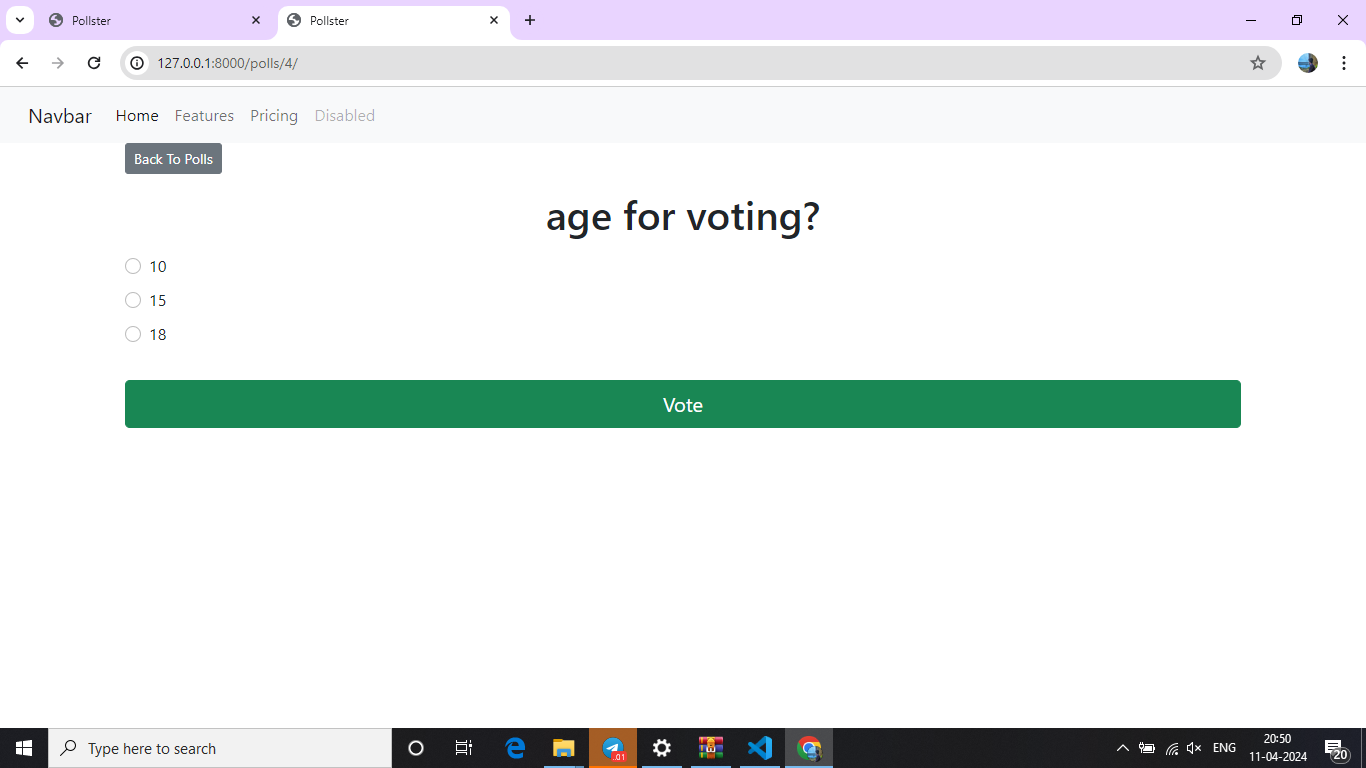 Pollster
Pollster
127.0.0.1:8000/polls/4/
Navbar Home Features Pricing Disabled
Back To Polls
age for voting?
10
15
18
Vote
Type here to search
.01
ENG
20:50
11-04-2024
20